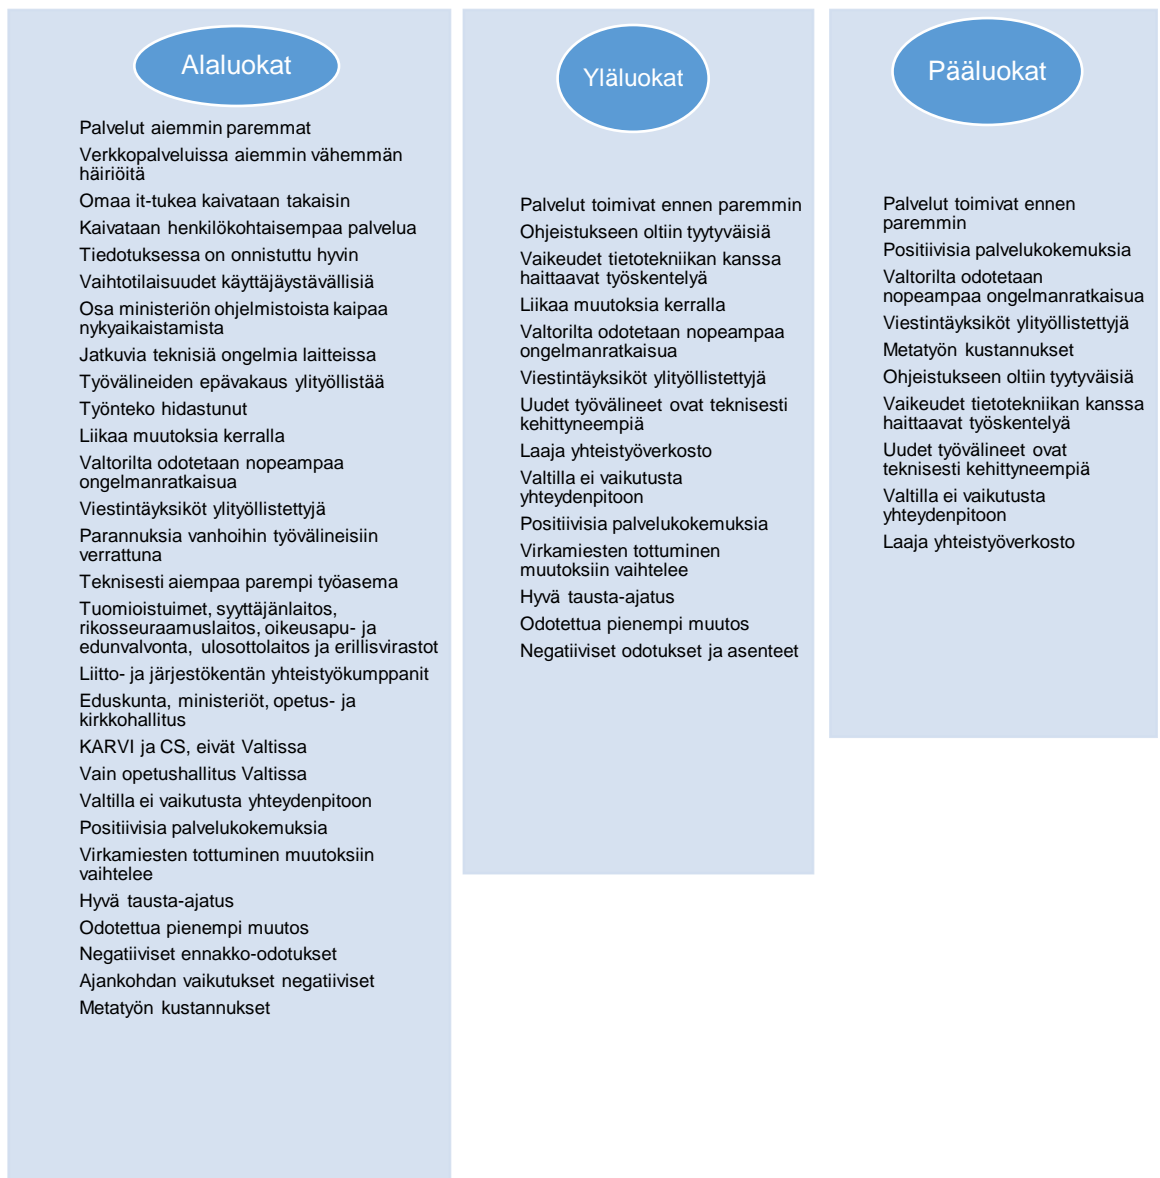 Alaluokat
Palvelut aiemmin paremmat
Verkkopalveluissa aiemmin vähemmän
häiriöitä
Omaa it-tukea kaivataan takaisin
Kaivataan henkilökohtaisempaa palvelua
Tiedotuksessa on onnistuttu hyvin
Vaihtotilaisuudet käyttäjäystävällisiä
Osa ministeriön ohjelmistoista kaipaa
nykyaikaistamista
Jatkuvia teknisiä ongelmia laitteissa
Työvälineiden epävakaus ylityöllistää
Työnteko hidastunut
Liikaa muutoksia kerralla
Valtorilta odotetaan nopeampaa
ongelmanratkaisua
Viestintäyksiköt ylityöllistettyjä
Parannuksia vanhoihin työvälineisiin
verrattuna
Teknisesti aiempaa parempi työasema
Tuomioistuimet, syyttäjänlaitos,
rikosseuraamuslaitos, oikeusapu- ja
edunvalvonta, ulosottolaitos ja erillisvirastot
Liitto- ja järjestökentän yhteistyökumppanit
Eduskunta, ministeriöt, opetus- ja
kirkkohallitus
KARVI ja CS, eivät Valtissa
Vain opetushallitus Valtissa
Valtilla ei vaikutusta yhteydenpitoon
Positiivisia palvelukokemuksia
Virkamiesten tottuminen muutoksiin
vaihtelee
Hyvä tausta-ajatus
Odotettua pienempi muutos
Negatiiviset ennakko-odotukset
Ajankohdan vaikutukset negatiiviset
Metatyön kustannukset
Yläluokat
Palvelut toimivat ennen paremmin
Ohjeistukseen oltiin tyytyväisiä
Vaikeudet tietotekniikan kanssa
haittaavat työskentelyä
Liikaa muutoksia kerralla
Valtorilta odotetaan nopeampaa
ongelmanratkaisua
Viestintäyksiköt ylityöllistettyjä
Uudet työvälineet ovat teknisesti
kehittyneempiä
Laaja yhteistyöverkosto
Valtilla ei vaikutusta
yhteydenpitoon
Positiivisia palvelukokemuksia
Virkamiesten tottuminen
muutoksiin vaihtelee
Hyvä tausta-ajatus
Odotettua pienempi muutos
Negatiiviset odotukset ja asenteet
Pääluokat
Palvelut toimivat ennen
paremmin
Positiivisia palvelukokemuksia
Valtorilta odotetaan
nopeampaa ongelmanratkaisua
Viestintäyksiköt ylityöllistettyjä
Metatyön kustannukset
Ohjeistukseen oltiin tyytyväisiä
Vaikeudet tietotekniikan kanssa
haittaavat työskentelyä
Uudet työvälineet ovat
teknisesti kehittyneempiä
Valtilla ei vaikutusta
yhteydenpitoon
Laaja yhteistyöverkosto